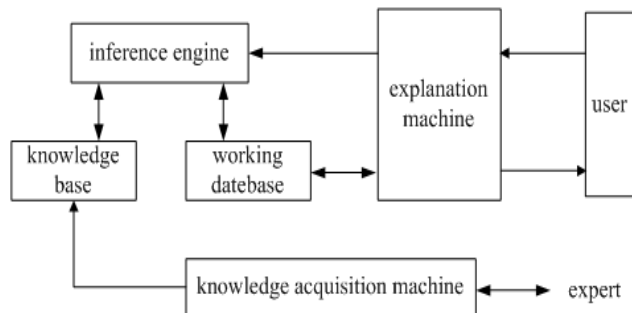 inference engine
explanation
machine
user
knowledge
base
working
datebase
knowledge acquisition machine
expert